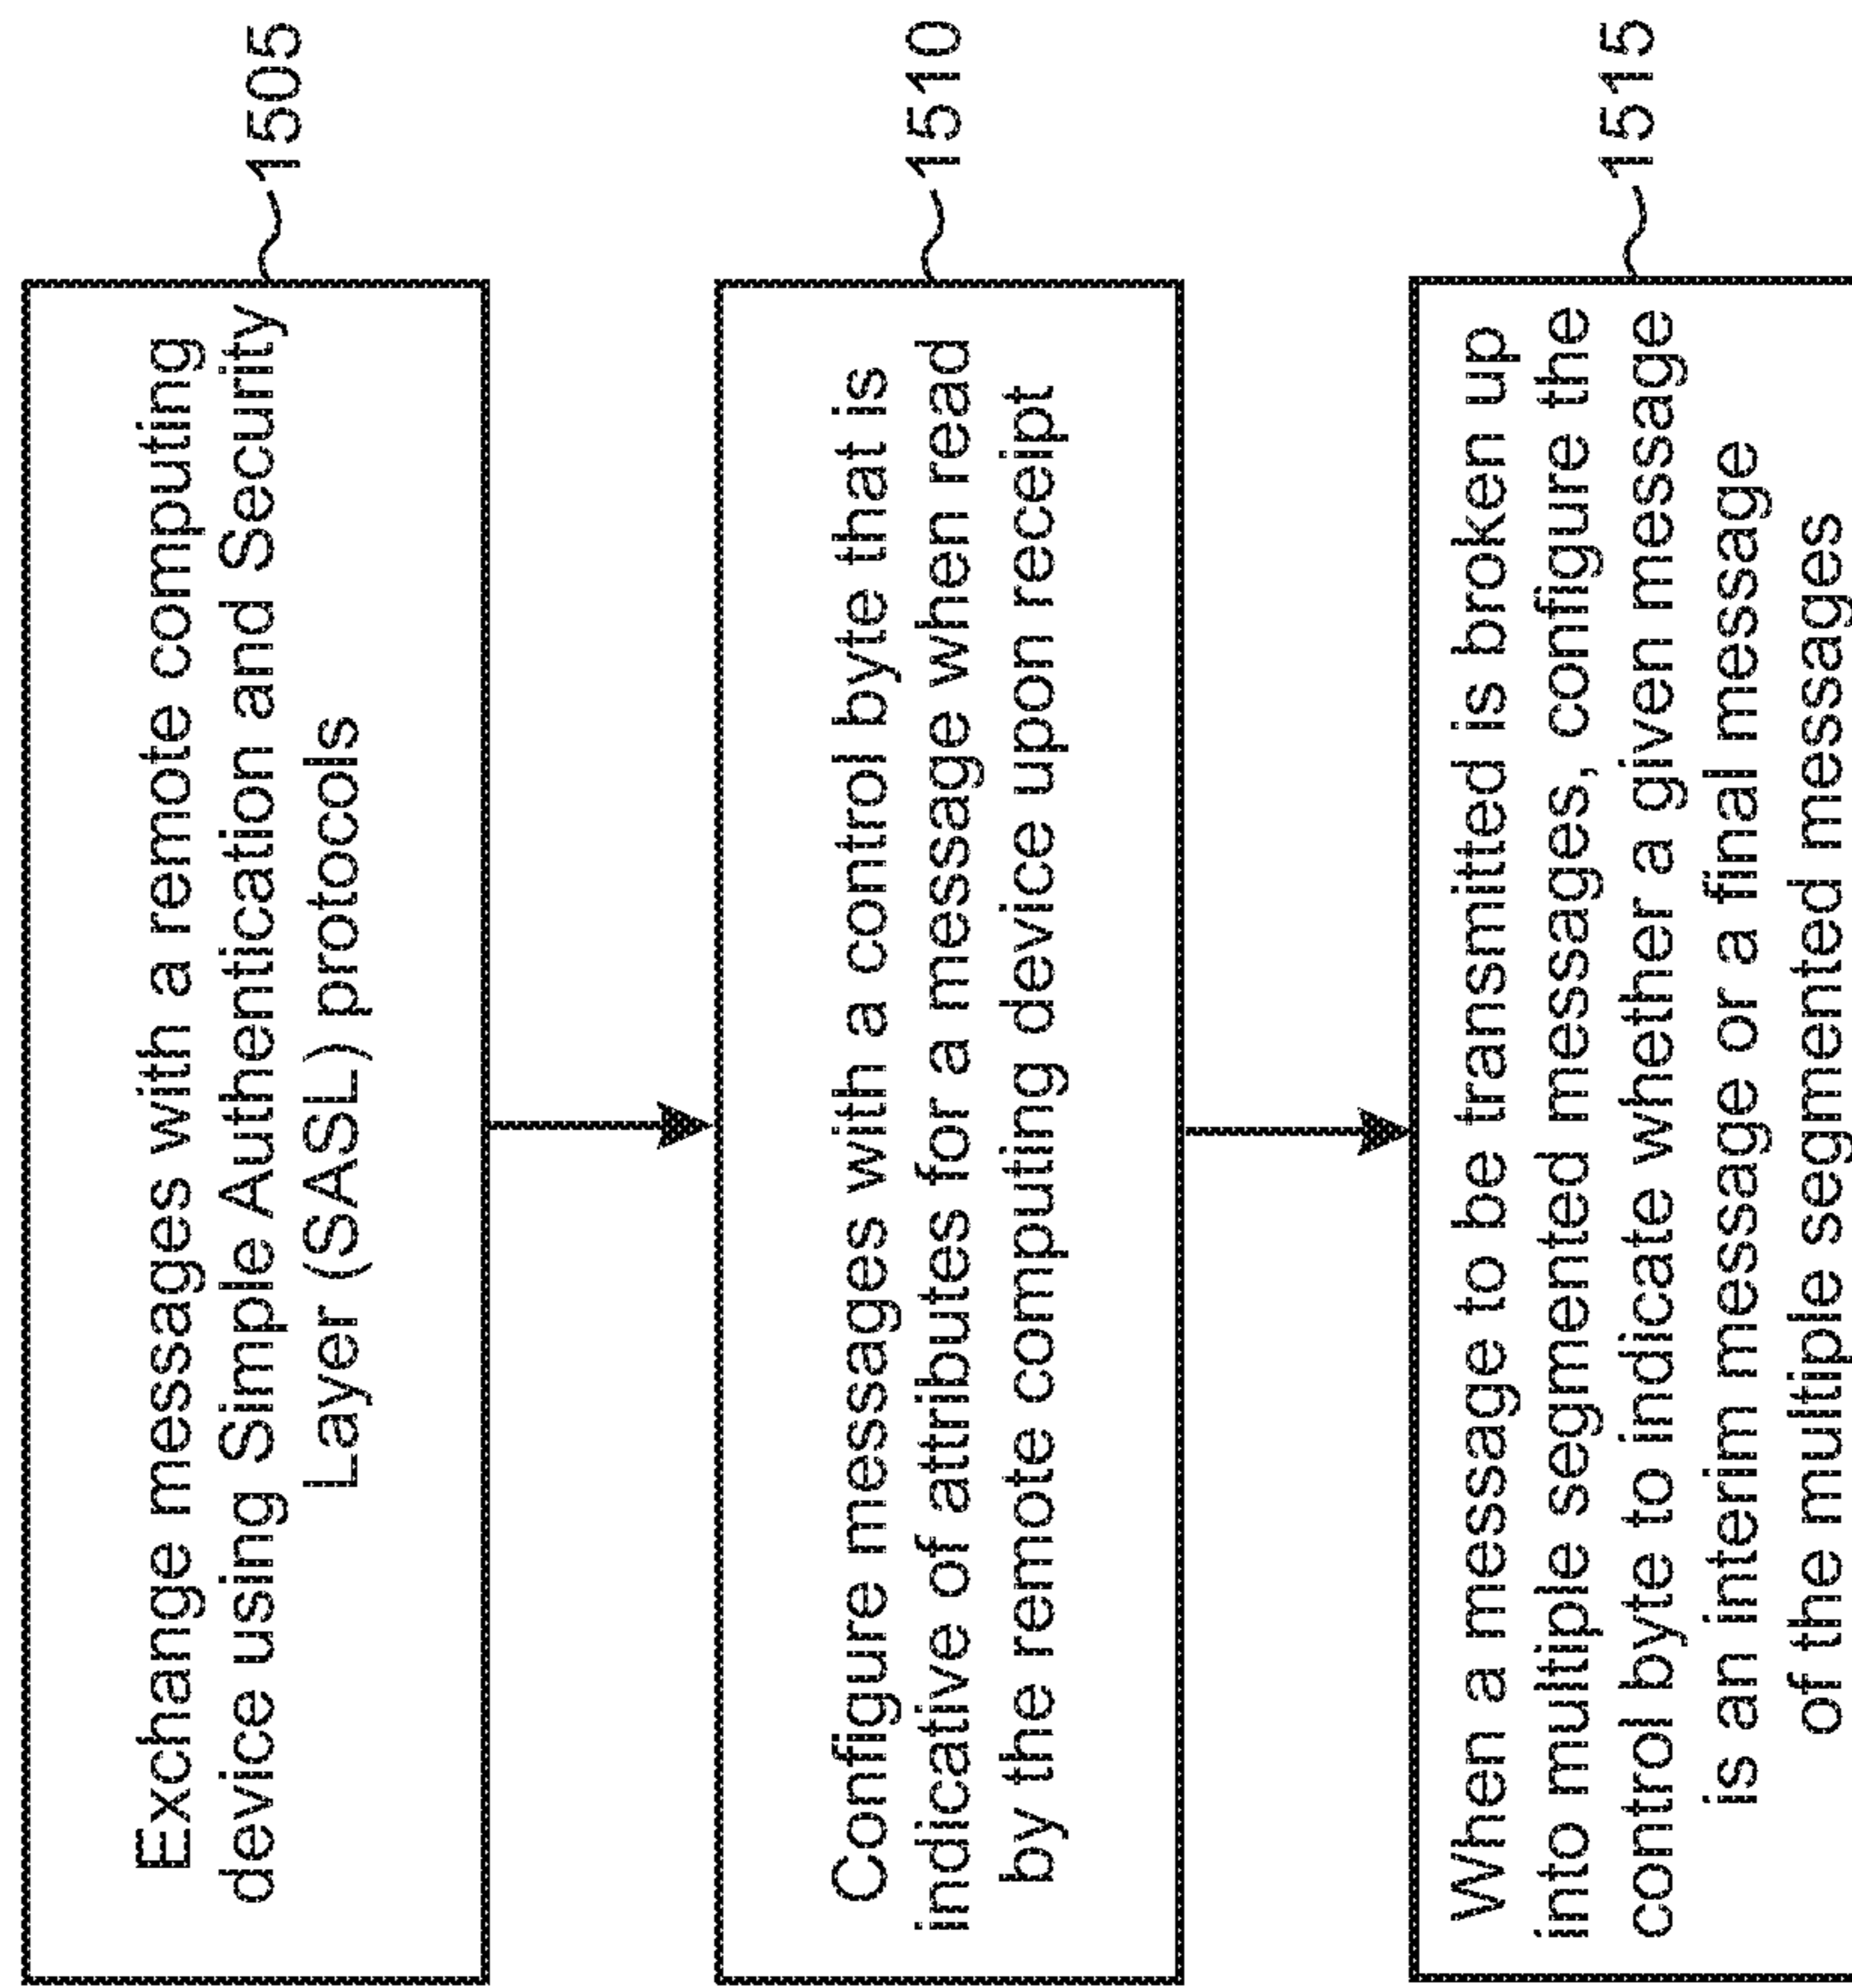 Exchange messages with a remote computing
device using Simple Authentication and Security
Layer (SASL) protocols
1505
Configure messages with a control byte that is
indicative of attributes for a message when read
by the remote computing device upon receipt
1510
When a message to be transmitted is broken up
into multiple segmented messages, configure the
control byte to indicate whether a given message
is an interim message or a final message
of the multiple segmented messages
1515